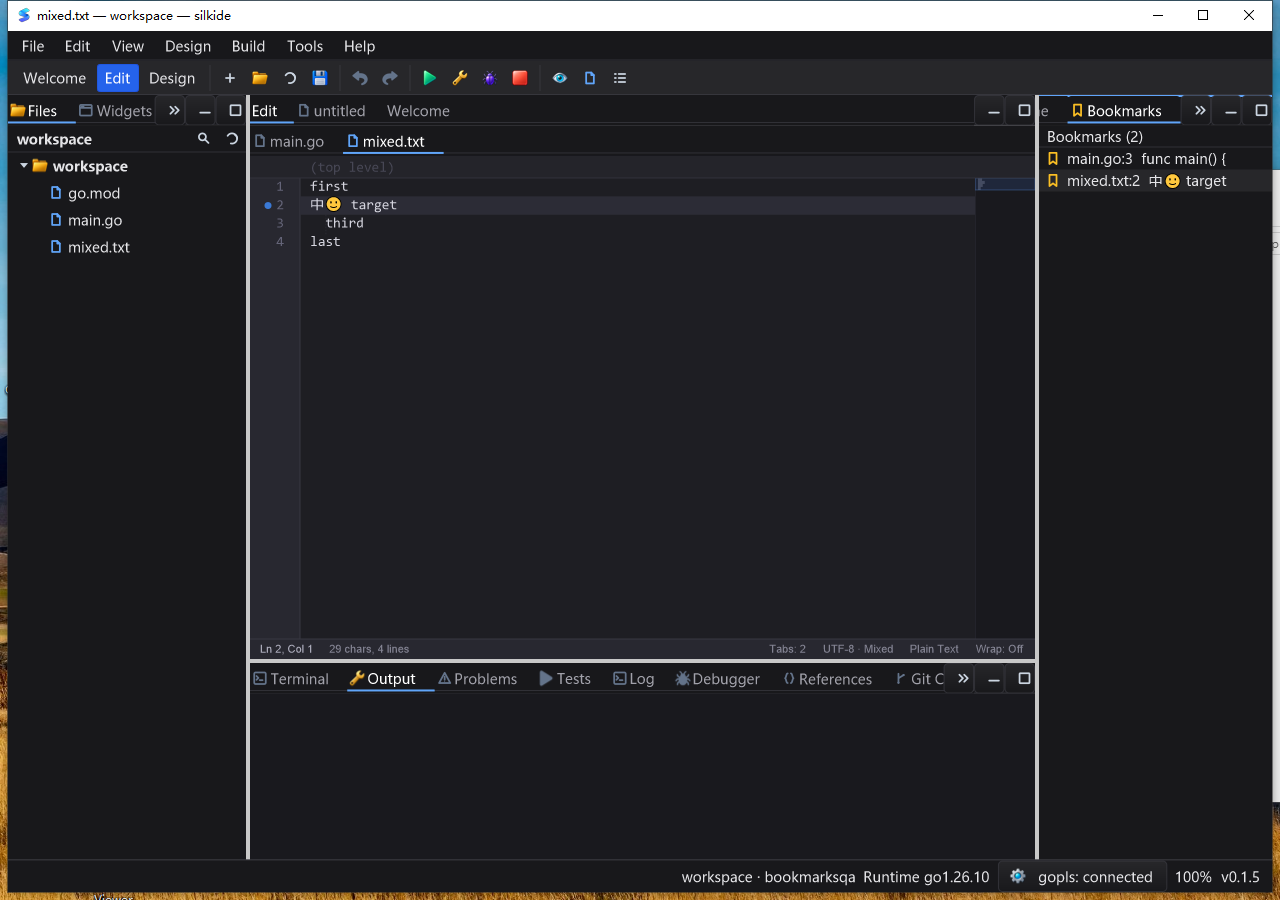 mixed.txt — workspace — silkide
File Edit View Design Build Tools Help
Welcome Edit Design
Files Widgets
Edit untitled Welcome
Bookmarks
workspace
main.go mixed.txt
Bookmarks (2)
workspace
go.mod
main.go
mixed.txt
(top level)
1 first
2 中🙂 target
3 third
4 last
main.go:3 func main() {
mixed.txt:2 中🙂 target
Ln 2, Col 1 29 chars, 4 lines Tabs: 2 UTF-8 · Mixed Plain Text Wrap: Off
Terminal Output Problems Tests Log Debugger References Git C
workspace · bookmarksqa Runtime go1.26.10 gopls: connected 100% v0.1.5
Viewer